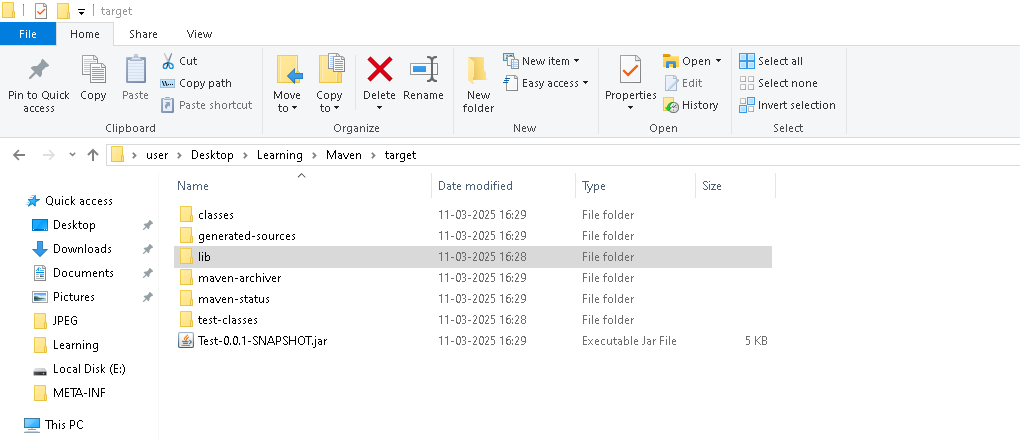 target
File Home Share View
Pin to Quick access
Copy
Paste
Cut
Copy path
Paste shortcut
Clipboard
Move to
Copy to
Delete
Rename
Organize
New folder
New item
Easy access
New
Properties
Open
Edit
History
Open
Select all
Select none
Invert selection
Select
user > Desktop > Learning > Maven > target
Name Date modified Type Size
Quick access
Desktop
Downloads
Documents
Pictures
JPEG
Learning
Local Disk (E:)
META-INF
This PC
classes 11-03-2025 16:29 File folder
generated-sources 11-03-2025 16:29 File folder
lib 11-03-2025 16:28 File folder
maven-archiver 11-03-2025 16:29 File folder
maven-status 11-03-2025 16:29 File folder
test-classes 11-03-2025 16:28 File folder
Test-0.0.1-SNAPSHOT.jar 11-03-2025 16:29 Executable Jar File 5 KB